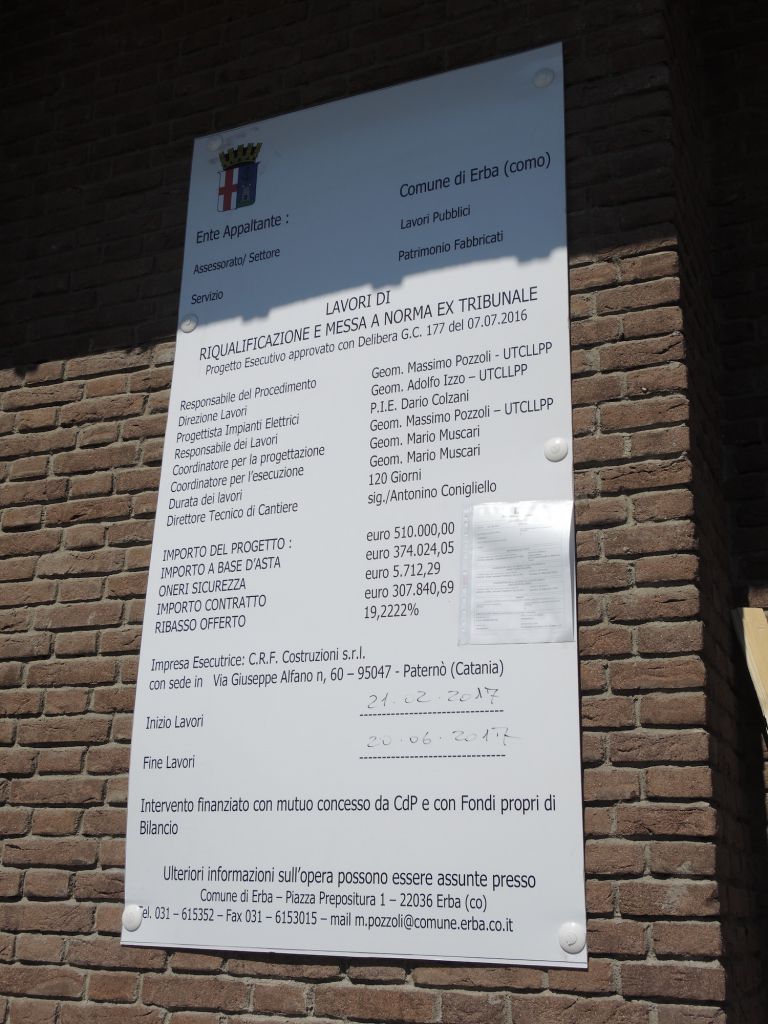 Ente Appaltante : Comune di Erba (como)
Assessorato/ Settore Lavori Pubblici
Servizio Patrimonio Fabbricati
LAVORI DI
RIQUALIFICAZIONE E MESSA A NORMA EX TRIBUNALE
Progetto Esecutivo approvato con Delibera G.C. 177 del 07.07.2016
Responsabile del Procedimento Geom. Massimo Pozzoli - UTCLLPP
Direzione Lavori Geom. Adolfo Izzo – UTCLLPP
Progettista Impianti Elettrici P.I.E. Dario Colzani
Responsabile dei Lavori Geom. Massimo Pozzoli – UTCLLPP
Coordinatore per la progettazione Geom. Mario Muscari
Coordinatore per l'esecuzione Geom. Mario Muscari
Durata dei lavori 120 Giorni
Direttore Tecnico di Cantiere sig./Antonino Conigliello
IMPORTO DEL PROGETTO : euro 510.000,00
IMPORTO A BASE D'ASTA euro 374.024,05
ONERI SICUREZZA euro 5.712,29
IMPORTO CONTRATTO euro 307.840,69
RIBASSO OFFERTO 19,2222%
Impresa Esecutrice: C.R.F. Costruzioni s.r.l.
con sede in Via Giuseppe Alfano n, 60 – 95047 - Paternò (Catania)
Inizio Lavori 21.02.2017
Fine Lavori 20.06.2017
Intervento finanziato con mutuo concesso da CdP e con Fondi propri di
Bilancio
Ulteriori informazioni sull'opera possono essere assunte presso
Comune di Erba – Piazza Prepositura 1 – 22036 Erba (co)
Tel. 031 – 615352 – Fax 031 – 6153015 – mail m.pozzoli@comune.erba.co.it